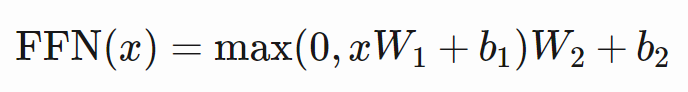 FFN(x) = max(0, xW₁ + b₁)W₂ + b₂